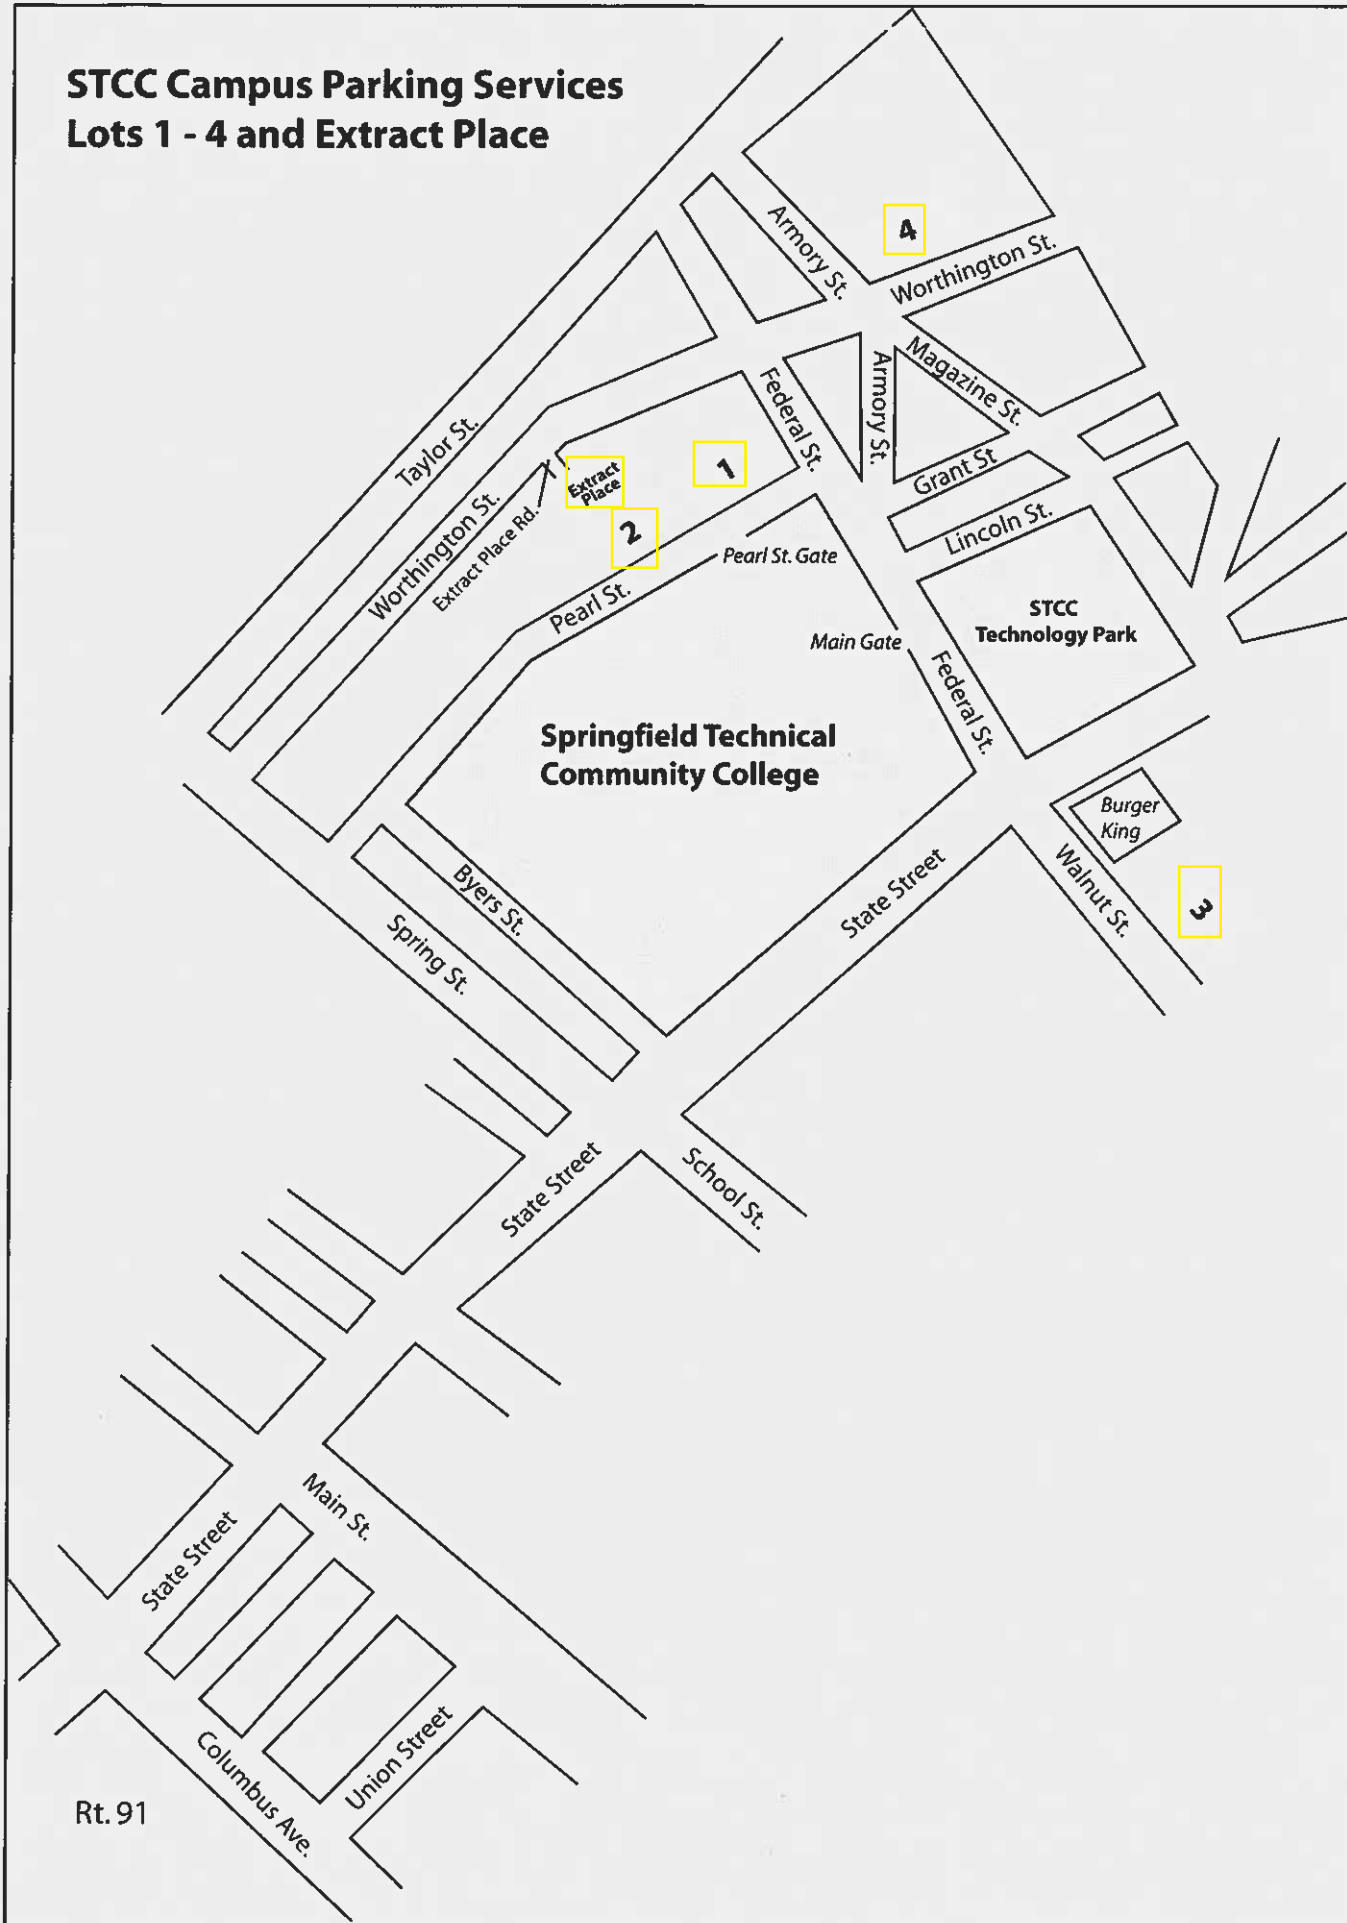 STCC Campus Parking Services
Lots 1 - 4 and Extract Place
4
Armory St.
Worthington St.
Magazine St.
Armory St.
Federal St.
Taylor St.
1
Grant St
Extract
Place
Worthington St.
2
Lincoln St.
Extract Place Rd.
Pearl St. Gate
Pearl St.
STCC
Technology Park
Main Gate
Federal St.
Springfield Technical
Community College
Burger
King
State Street
Walnut St.
3
Byers St.
Spring St.
State Street
School St.
Main St.
State Street
Union Street
Columbus Ave.
Rt. 91